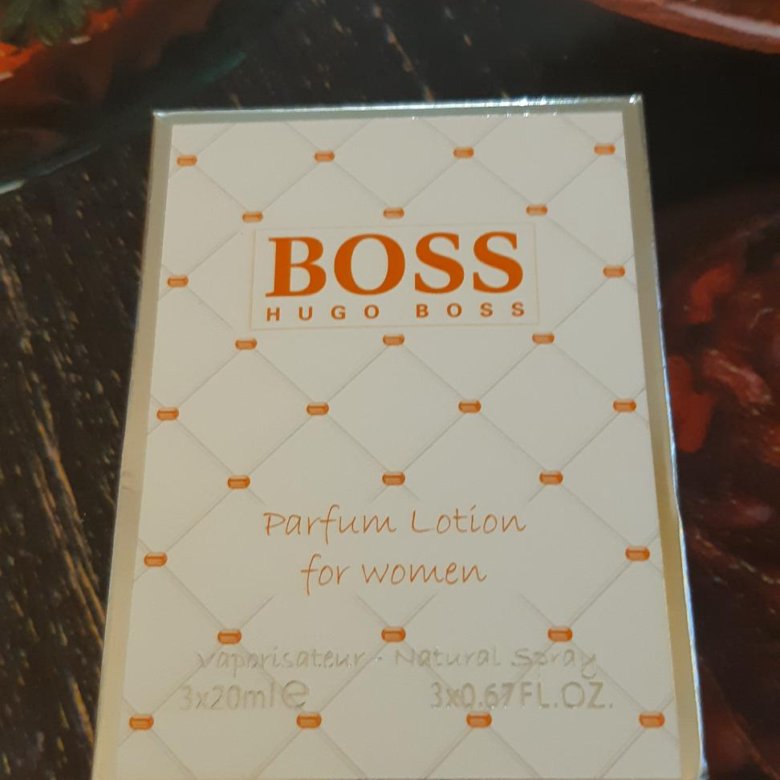 BOSS
HUGO BOSS
Parfum Lotion
for women
Vaporisateur - Natural Spray
3x20ml e 3x0.67FL.OZ.